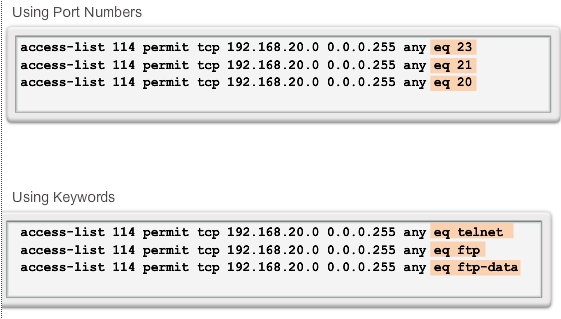 Using Port Numbers
access-list 114 permit tcp 192.168.20.0 0.0.0.255 any eq 23
access-list 114 permit tcp 192.168.20.0 0.0.0.255 any eq 21
access-list 114 permit tcp 192.168.20.0 0.0.0.255 any eq 20
Using Keywords
access-list 114 permit tcp 192.168.20.0 0.0.0.255 any eq telnet
access-list 114 permit tcp 192.168.20.0 0.0.0.255 any eq ftp
access-list 114 permit tcp 192.168.20.0 0.0.0.255 any eq ftp-data